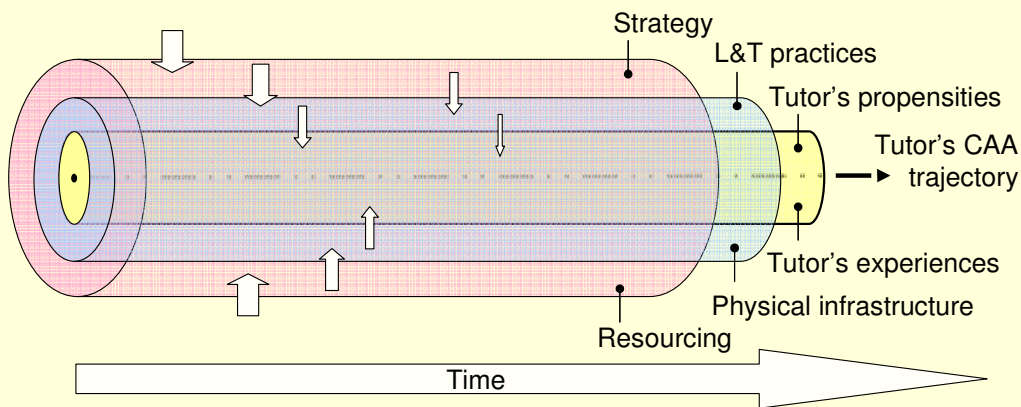 Strategy
L&T practices
Tutor's propensities
Tutor's CAA
trajectory
Tutor's experiences
Physical infrastructure
Resourcing
Time